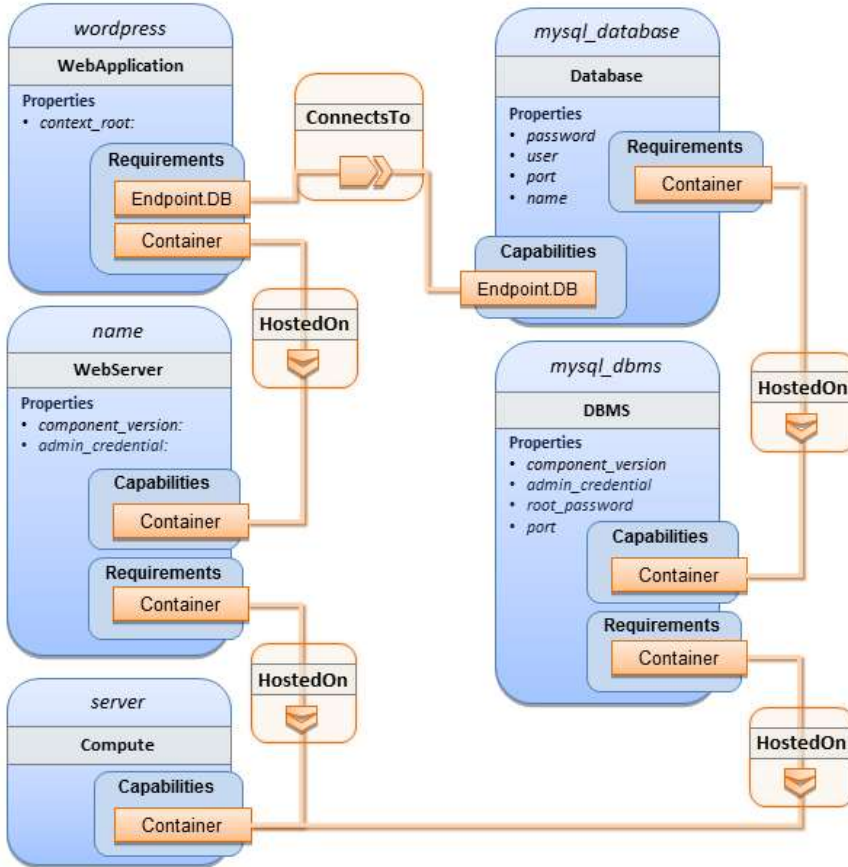 wordpress
WebApplication
Properties
• context_root:
Requirements
Endpoint.DB
Container
ConnectsTo
mysql_database
Database
Properties
• password
• user
• port
• name
Requirements
Container
Capabilities
Endpoint.DB
HostedOn
name
WebServer
Properties
• component_version:
• admin_credential:
Capabilities
Container
Requirements
Container
mysql_dbms
DBMS
Properties
• component_version
• admin_credential
• root_password
• port
Capabilities
Container
Requirements
Container
HostedOn
HostedOn
server
Compute
Capabilities
Container
HostedOn